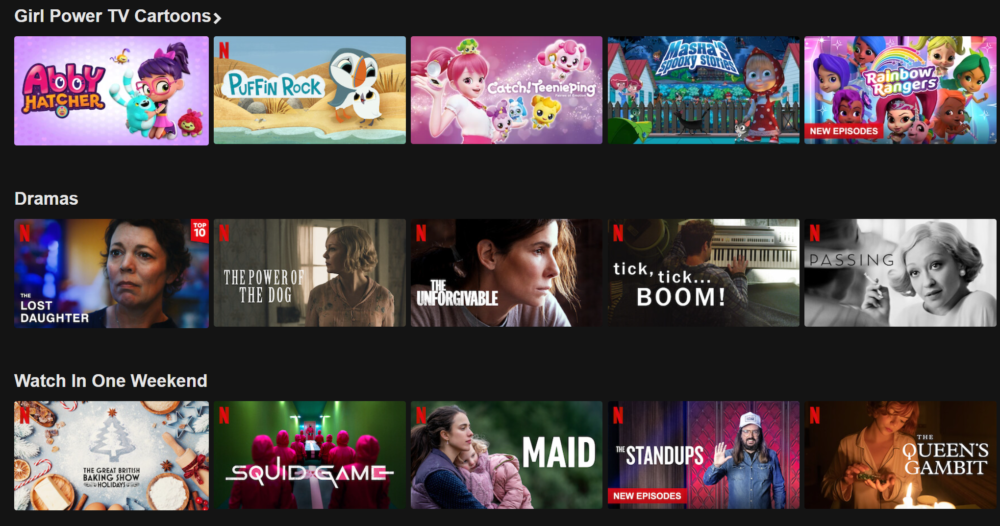 Girl Power TV Cartoons
ABBY
HATCHER
N
PUFFIN ROCK
Catch! Teenieping
Fairies of Emotion
MASHA'S
SPOOKY STORIES
Rainbow
Rangers
NEW EPISODES
Dramas
N
TOP
10
THE
LOST
DAUGHTER
N
THE POWER OF
THE DOG
N
THE
UNFORGIVABLE
N
tick, tick...
BOOM!
N
PASSING
Watch In One Weekend
N
THE GREAT BRITISH
BAKING SHOW
HOLIDAYS
N
SQUID GAME
N
MAID
N
THE STANDUPS
NEW EPISODES
N
THE
QUEEN'S
GAMBIT